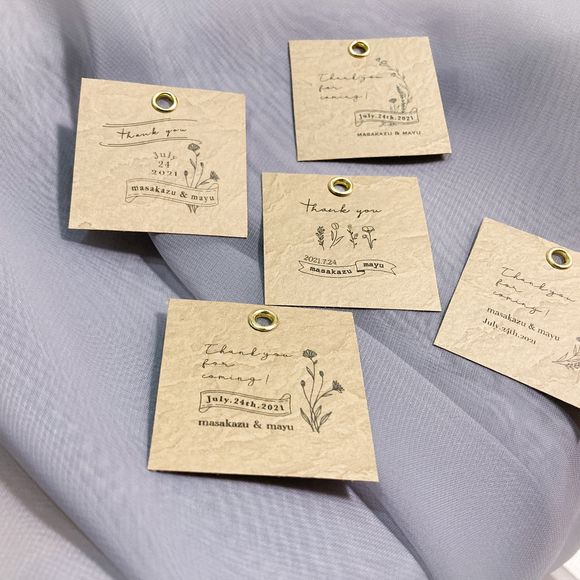 Thank you
for
coming!
July.24th.2021
MASAKAZU & MAYU
thank you
July
24
2021
masakazu & mayu
Thank you
2021.7.24
masakazu mayu
Thank you
for
coming!
masakazu & mayu
July.24th.2021
Thank you
for
coming!
July.24th.2021
masakazu & mayu